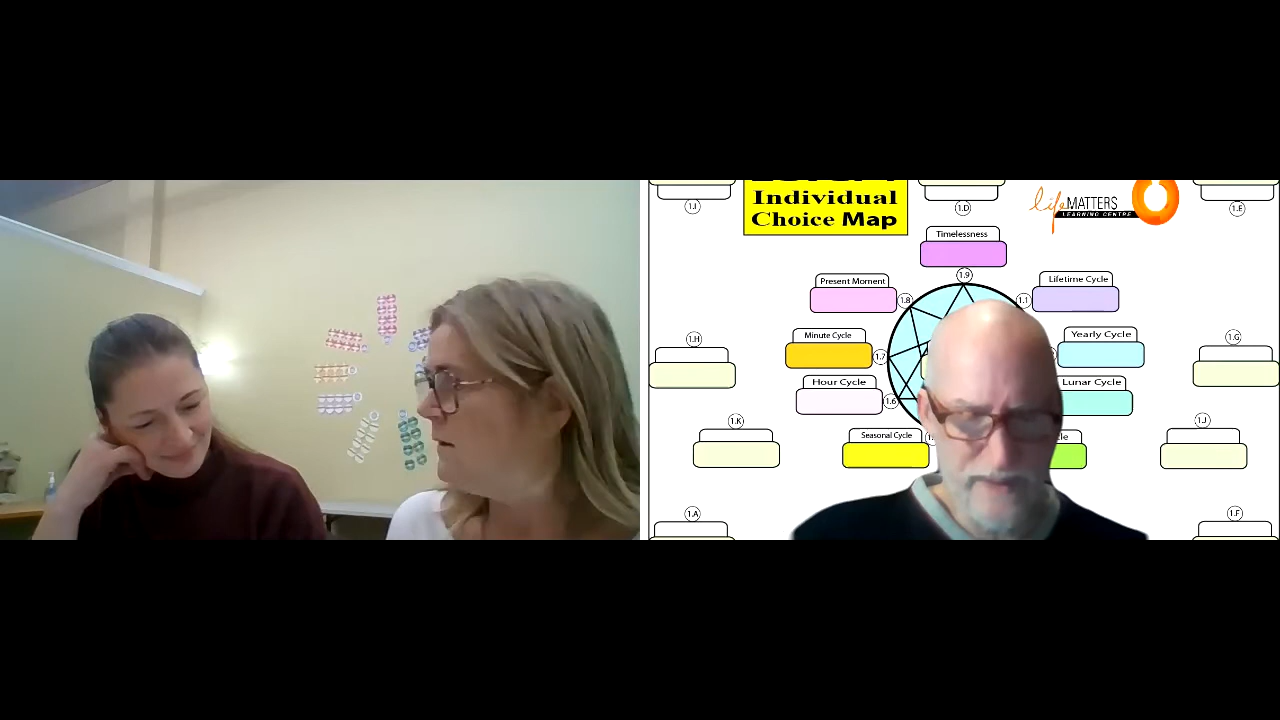 Individual
Choice Map
lifeMATTERS
LEARNING CENTRE
1.I
1.D
1.E
Timelessness
1.9
Present Moment
1.8
Lifetime Cycle
1.1
Minute Cycle
1.7
Yearly Cycle
1.H
1.G
Hour Cycle
1.6
Lunar Cycle
1.K
Seasonal Cycle
1.J
1.A
1.F